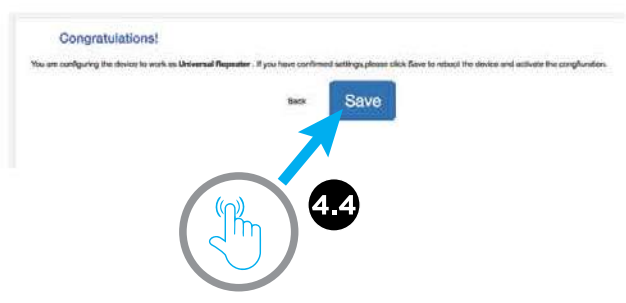 Congratulations!
You are configuring the device to work as Universal Repeater . If you have confirmed settings,please click Save to reboot the device and activate the congfunation.
Back
Save
4.4